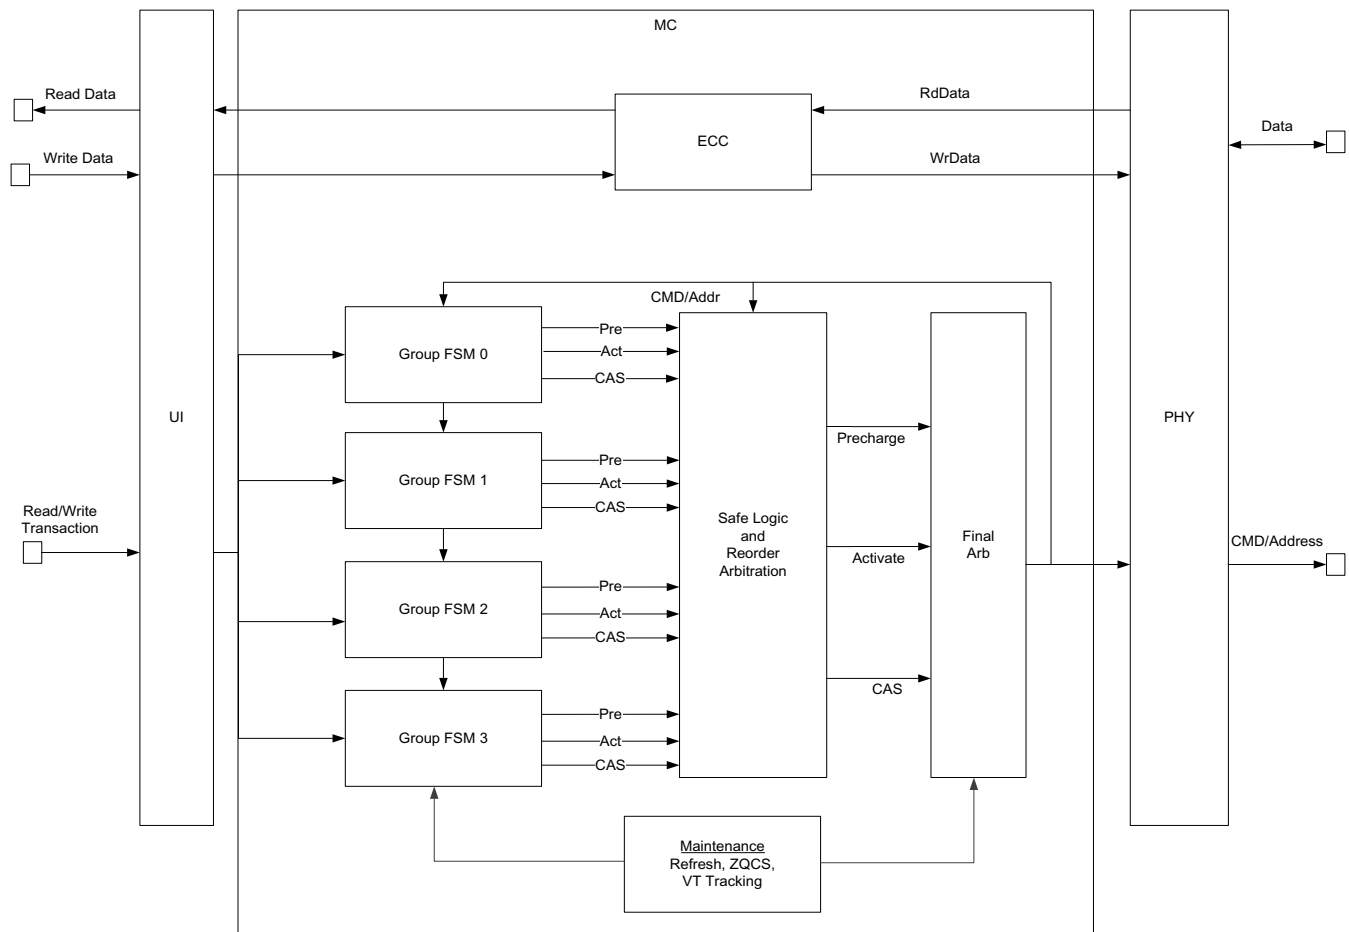 MC
Read Data
RdData
ECC
Data
Write Data
WrData
CMD/Addr
Pre
Group FSM 0
Act
CAS
UI
PHY
Precharge
Pre
Group FSM 1
Act
CAS
Read/Write
Transaction
Safe Logic
and
Reorder
Arbitration
Final
Arb
CMD/Address
Activate
Pre
Group FSM 2
Act
CAS
CAS
Pre
Group FSM 3
Act
CAS
Maintenance
Refresh, ZQCS,
VT Tracking